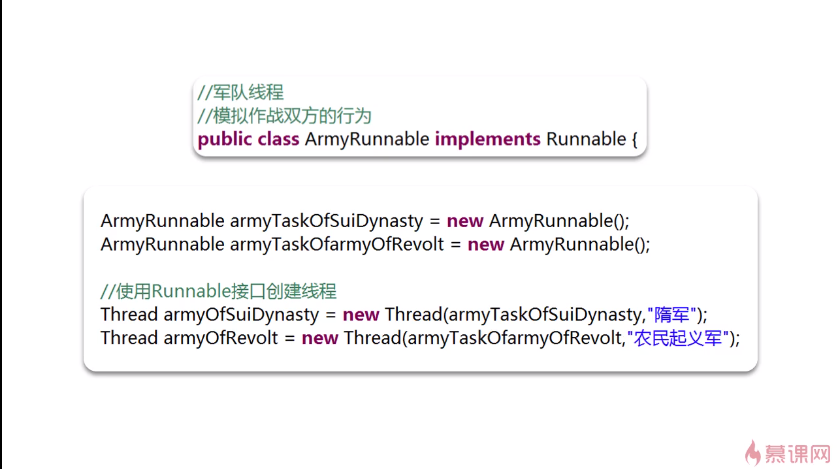 //军队线程
//模拟作战双方的行为
public class ArmyRunnable implements Runnable {
ArmyRunnable armyTaskOfSuiDynasty = new ArmyRunnable();
ArmyRunnable armyTaskOfarmyOfRevolt = new ArmyRunnable();
//使用Runnable接口创建线程
Thread armyOfSuiDynasty = new Thread(armyTaskOfSuiDynasty,"隋军");
Thread armyOfRevolt = new Thread(armyTaskOfarmyOfRevolt,"农民起义军");
慕课网